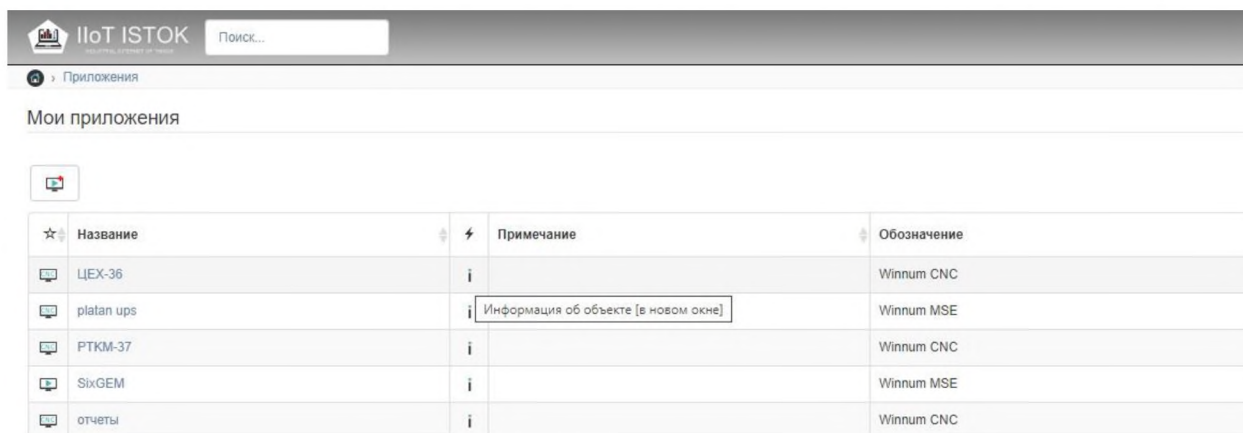 IIoT ISTOK
Поиск...
› Приложения
Мои приложения
Название Примечание Обозначение
ЦЕХ-36 Winnum CNC
platan ups Информация об объекте [в новом окне] Winnum MSE
РТКМ-37 Winnum CNC
SixGEM Winnum MSE
отчеты Winnum CNC